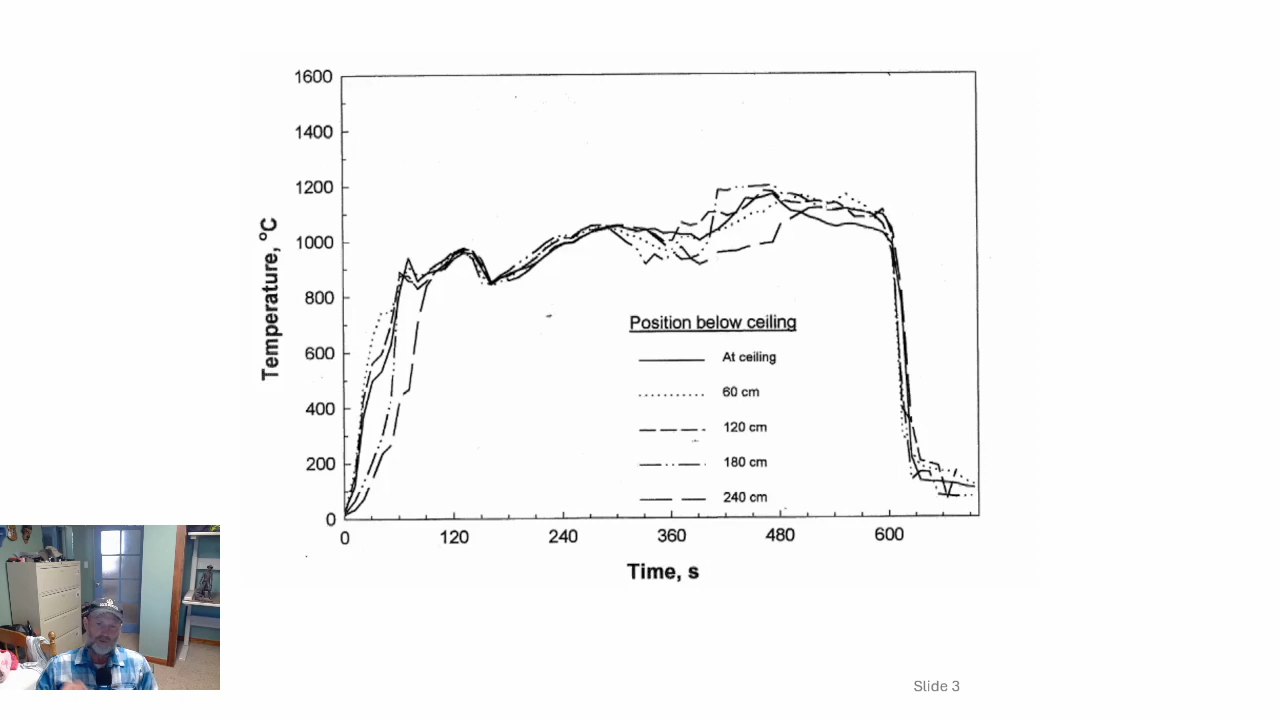 1600
1400
1200
1000
800
600
400
200
0
Temperature, °C
Position below ceiling
At ceiling
60 cm
120 cm
180 cm
240 cm
0 120 240 360 480 600
Time, s
Slide 3